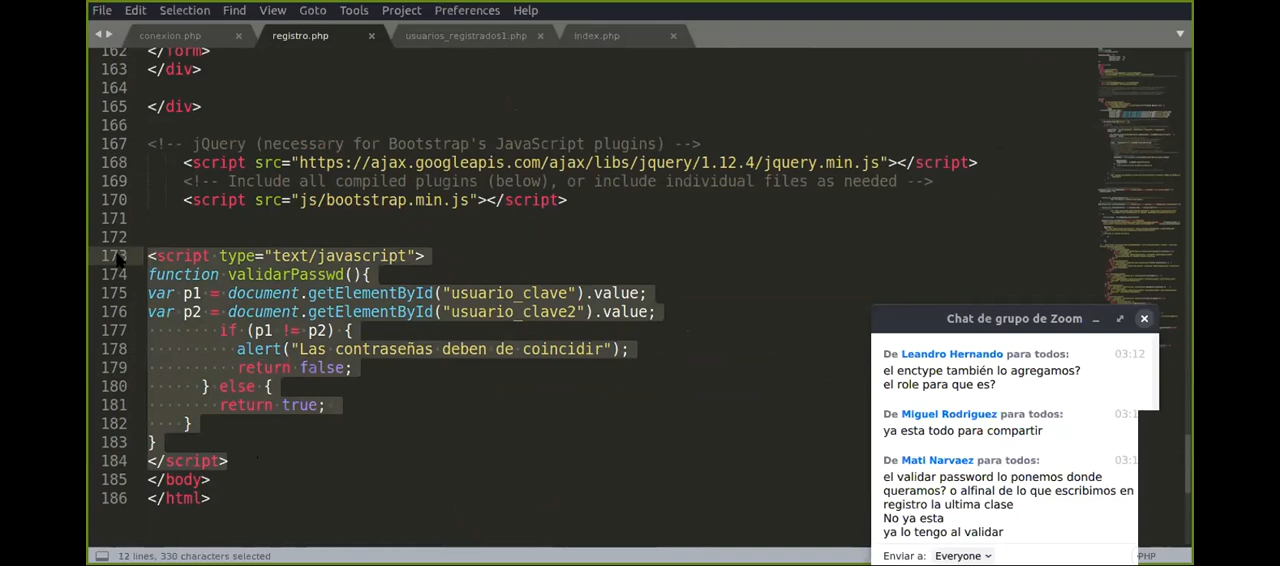 File Edit Selection Find View Goto Tools Project Preferences Help
conexion.php registro.php usuarios_registrados1.php index.php
162 </form>
163 </div>
164
165 </div>
166
167 <!-- jQuery (necessary for Bootstrap's JavaScript plugins) -->
168 <script src="https://ajax.googleapis.com/ajax/libs/jquery/1.12.4/jquery.min.js"></script>
169 <!-- Include all compiled plugins (below), or include individual files as needed -->
170 <script src="js/bootstrap.min.js"></script>
171
172
173 <script type="text/javascript">
174 function validarPasswd(){
175 var p1 = document.getElementById("usuario_clave").value;
176 var p2 = document.getElementById("usuario_clave2").value;
177 if (p1 != p2) {
178 alert("Las contraseñas deben de coincidir");
179 return false;
180 } else {
181 return true;
182 }
183 }
184 </script>
185 </body>
186 </html>
12 lines, 330 characters selected
PHP
Chat de grupo de Zoom
De Leandro Hernando para todos: 03:12
el enctype también lo agregamos?
el role para que es?
De Miguel Rodriguez para todos: 03:1
ya esta todo para compartir
De Mati Narvaez para todos: 03:1
el validar password lo ponemos donde
queramos? o alfinal de lo que escribimos en
registro la ultima clase
No ya esta
ya lo tengo al validar
Enviar a: Everyone